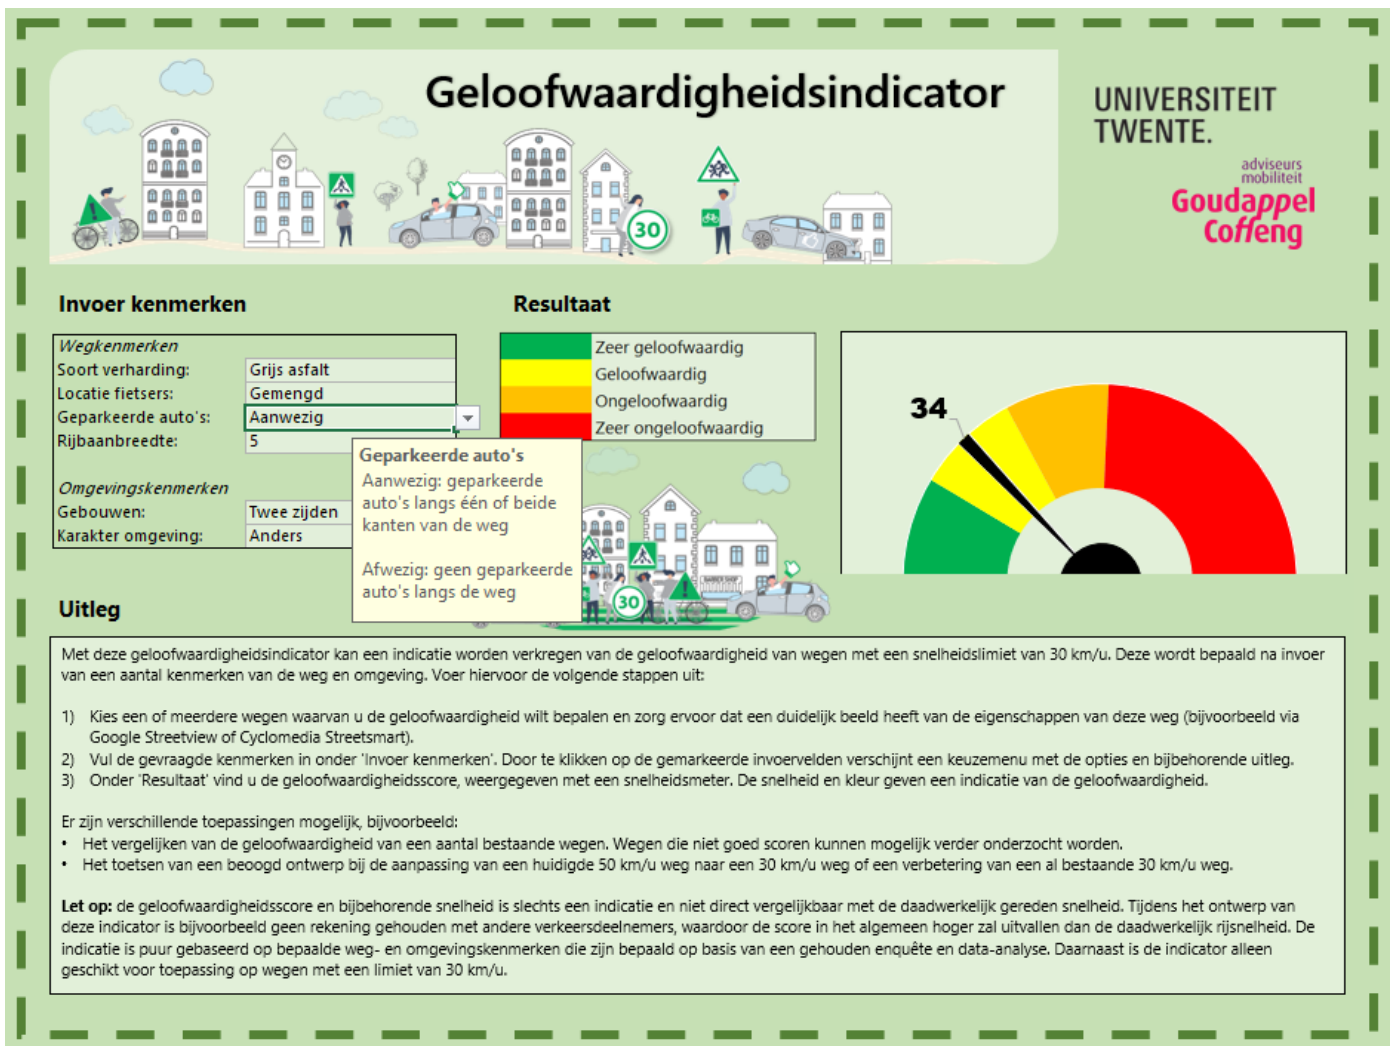 Geloofwaardigheidsindicator
UNIVERSITEIT
TWENTE.
adviseurs
mobiliteit
Goudappel
Coffeng
30
Invoer kenmerken
Resultaat
Wegkenmerken
Soort verharding: Grijs asfalt
Locatie fietsers: Gemengd
Geparkeerde auto's: Aanwezig
Rijbaanbreedte: 5
Omgevingskenmerken
Gebouwen: Twee zijden
Karakter omgeving: Anders
Geparkeerde auto's
Aanwezig: geparkeerde
auto's langs één of beide
kanten van de weg
Afwezig: geen geparkeerde
auto's langs de weg
Zeer geloofwaardig
Geloofwaardig
Ongeloofwaardig
Zeer ongeloofwaardig
34
BARBER SHOP
30
Uitleg
Met deze geloofwaardigheidsindicator kan een indicatie worden verkregen van de geloofwaardigheid van wegen met een snelheidslimiet van 30 km/u. Deze wordt bepaald na invoer
van een aantal kenmerken van de weg en omgeving. Voer hiervoor de volgende stappen uit:
1) Kies een of meerdere wegen waarvan u de geloofwaardigheid wilt bepalen en zorg ervoor dat een duidelijk beeld heeft van de eigenschappen van deze weg (bijvoorbeeld via
Google Streetview of Cyclomedia Streetsmart).
2) Vul de gevraagde kenmerken in onder 'Invoer kenmerken'. Door te klikken op de gemarkeerde invoervelden verschijnt een keuzemenu met de opties en bijbehorende uitleg.
3) Onder 'Resultaat' vind u de geloofwaardigheidsscore, weergegeven met een snelheidsmeter. De snelheid en kleur geven een indicatie van de geloofwaardigheid.
Er zijn verschillende toepassingen mogelijk, bijvoorbeeld:
• Het vergelijken van de geloofwaardigheid van een aantal bestaande wegen. Wegen die niet goed scoren kunnen mogelijk verder onderzocht worden.
• Het toetsen van een beoogd ontwerp bij de aanpassing van een huidigde 50 km/u weg naar een 30 km/u weg of een verbetering van een al bestaande 30 km/u weg.
Let op: de geloofwaardigheidsscore en bijbehorende snelheid is slechts een indicatie en niet direct vergelijkbaar met de daadwerkelijk gereden snelheid. Tijdens het ontwerp van
deze indicator is bijvoorbeeld geen rekening gehouden met andere verkeersdeelnemers, waardoor de score in het algemeen hoger zal uitvallen dan de daadwerkelijk rijsnelheid. De
indicatie is puur gebaseerd op bepaalde weg- en omgevingskenmerken die zijn bepaald op basis van een gehouden enquête en data-analyse. Daarnaast is de indicator alleen
geschikt voor toepassing op wegen met een limiet van 30 km/u.